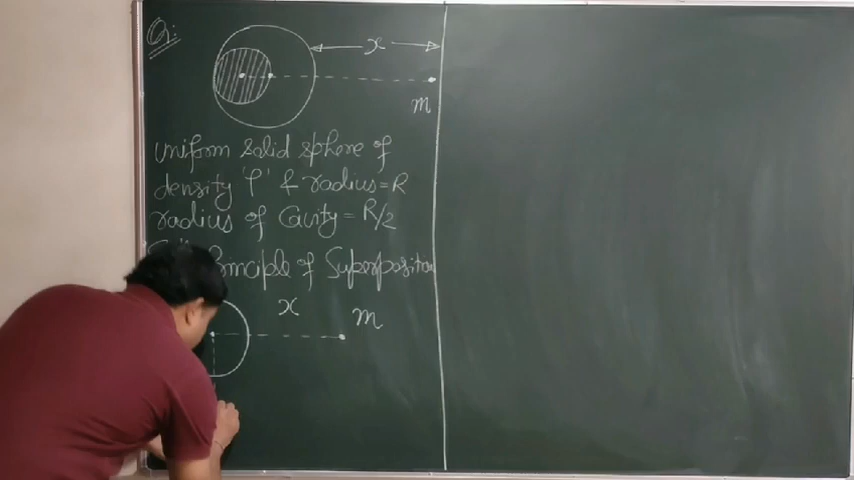 Q:
x
m
uniform solid sphere of
density 'ρ' & radius = R
radius of Cavity = R/2
Principle of Superposition
x
m